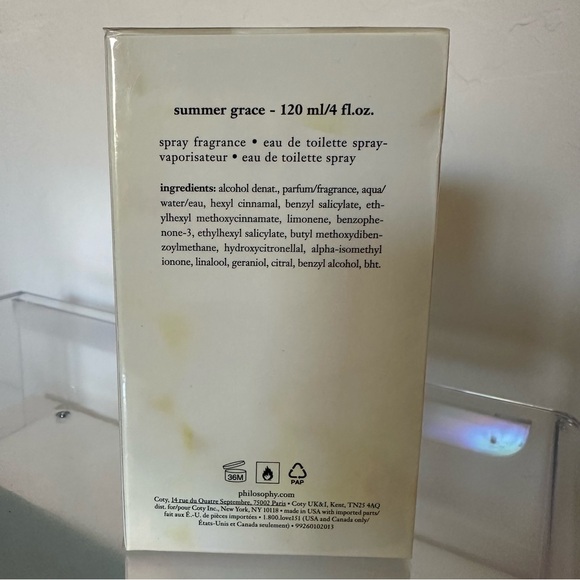 summer grace - 120 ml/4 fl.oz.
spray fragrance • eau de toilette spray-
vaporisateur • eau de toilette spray
ingredients: alcohol denat., parfum/fragrance, aqua/
water/eau, hexyl cinnamal, benzyl salicylate, eth-
ylhexyl methoxycinnamate, limonene, benzophe-
none-3, ethylhexyl salicylate, butyl methoxydiben-
zoylmethane, hydroxycitronellal, alpha-isomethyl
ionone, linalool, geraniol, citral, benzyl alcohol, bht.
36M
PAP
philosophy.com
Coty, 14 rue du Quatre Septembre, 75002 Paris • Coty UK&I, Kent, TN25 4AQ
dist. for/pour Coty Inc., New York, NY 10118 • made in USA with imported parts/
fait aux É.-U. de pièces importées • 1.800.love151 (USA and Canada only/
États-Unis et Canada seulement) • 99260102013